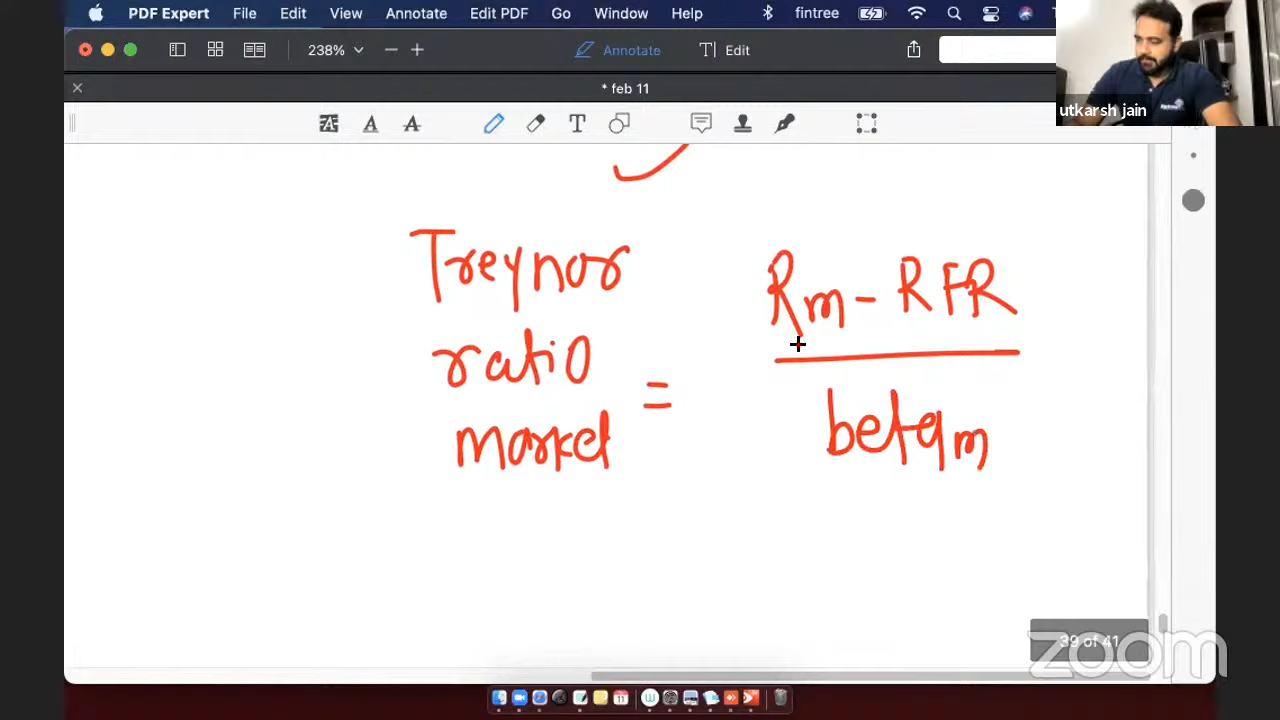 PDF Expert File Edit View Annotate Edit PDF Go Window Help fintree
238% Annotate Edit
* feb 11
utkarsh jain
Treynor
ratio
market
=
Rm - RFR
betam
39 of 41
zoom